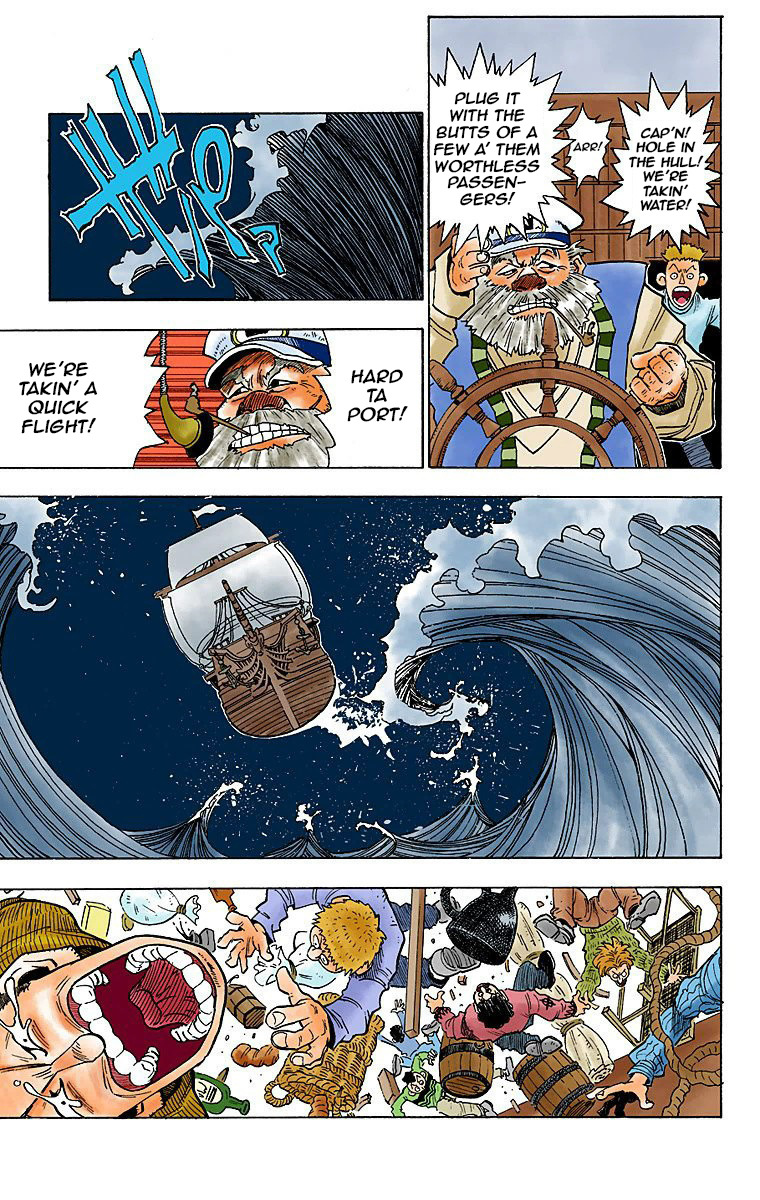 CAP'N!
HOLE IN
THE HULL!
WE'RE
TAKIN'
WATER!
ARR!
PLUG IT
WITH THE
BUTTS OF A
FEW A' THEM
WORTHLESS
PASSEN-
GERS!
HARD
TA
PORT!
WE'RE
TAKIN' A
QUICK
FLIGHT!